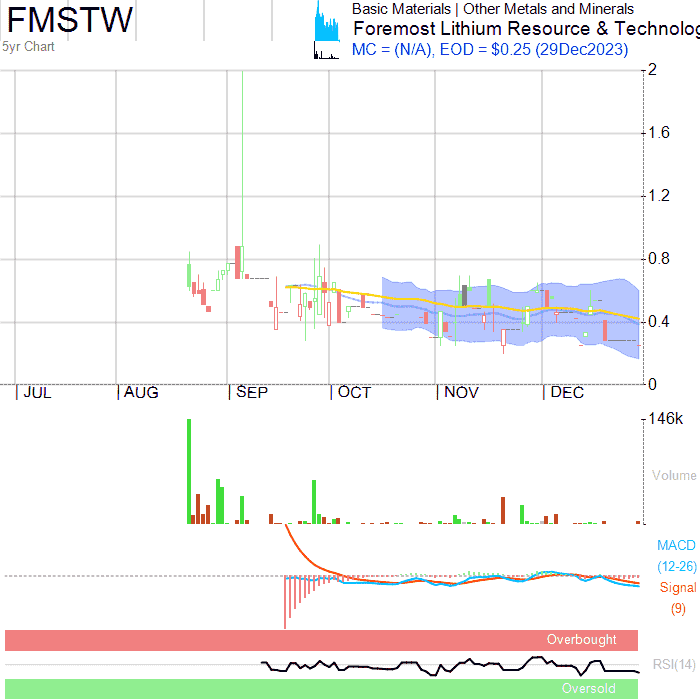 FMSTW
5yr Chart
Basic Materials | Other Metals and Minerals
Foremost Lithium Resource & Technolog
MC = (N/A), EOD = $0.25 (29Dec2023)
2
1.6
1.2
0.8
0.4
0
JUL AUG SEP OCT NOV DEC
146k
Volume
MACD
(12-26)
Signal
(9)
Overbought
RSI(14)
Oversold